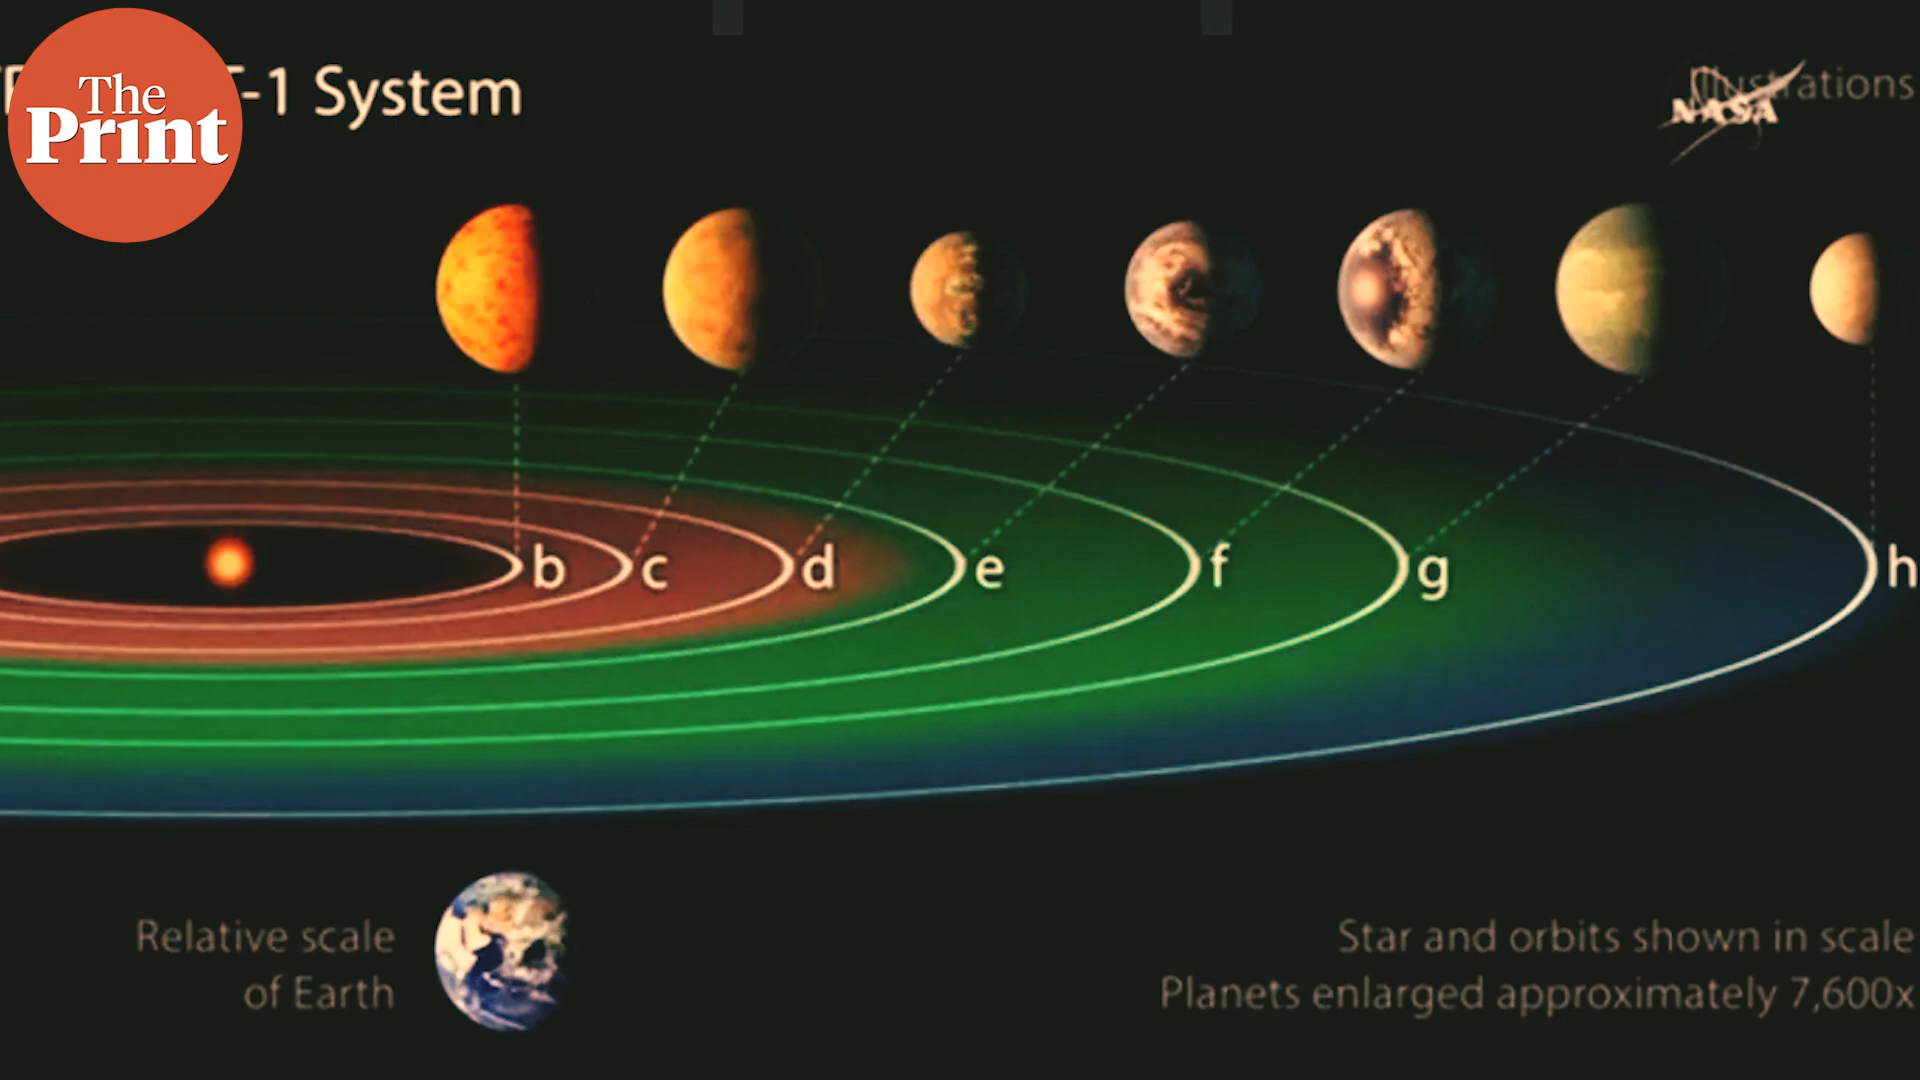 The
Print
-1 System
Illustrations
NASA
b
c
d
e
f
g
h
Relative scale
of Earth
Star and orbits shown in scale
Planets enlarged approximately 7,600x